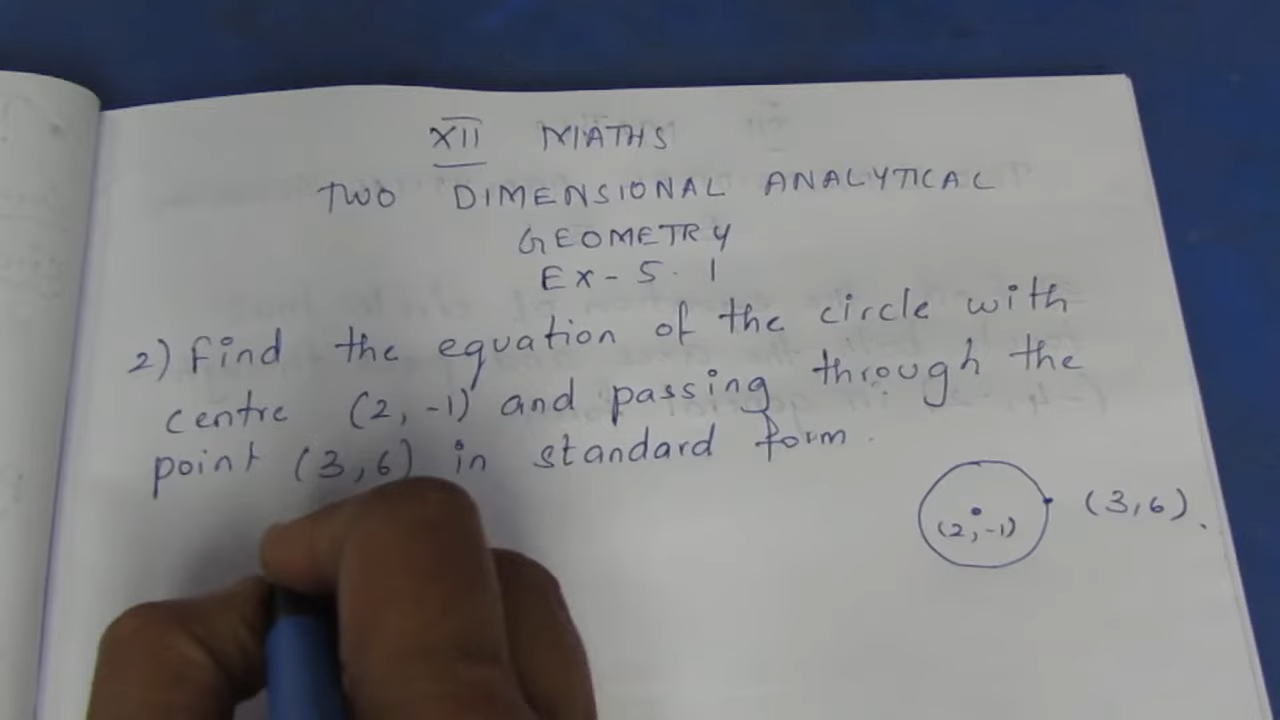 XII MATHS
TWO DIMENSIONAL ANALYTICAL
GEOMETRY
EX-5.1
2) Find the equation of the circle with
centre (2,-1) and passing through the
point (3,6) in standard form.
(2,-1)
(3,6).